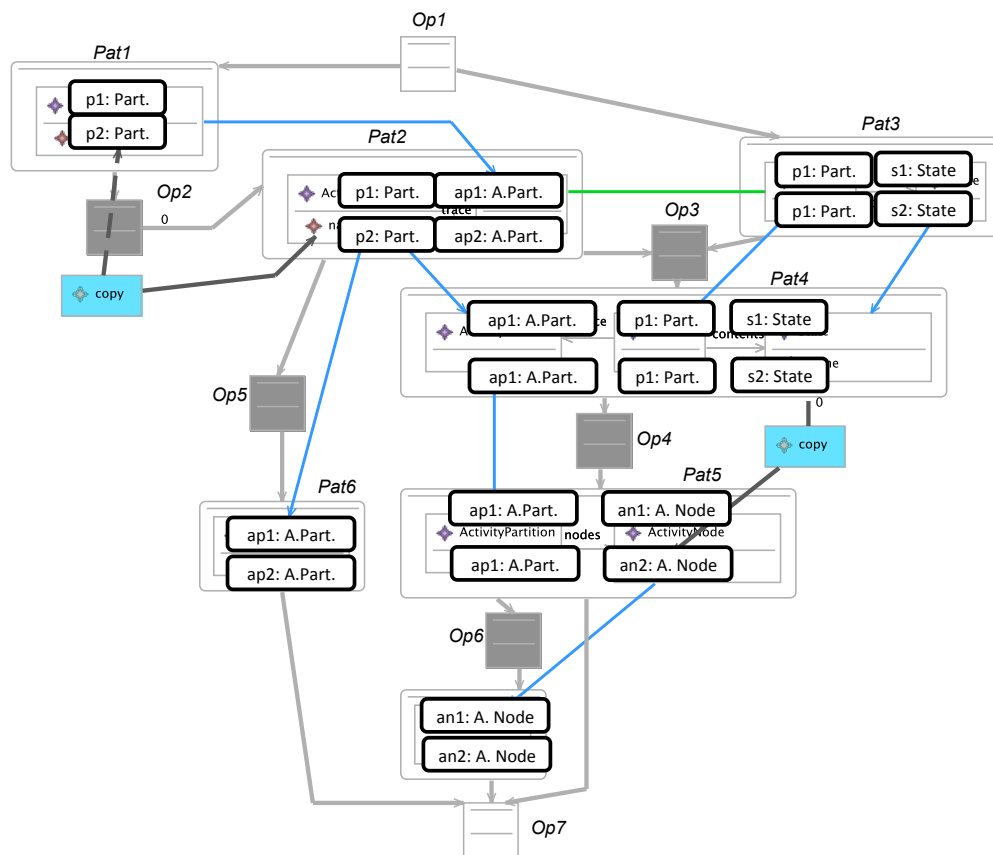 Op1
Pat1
p1: Part.
p2: Part.
Pat2
Pat3
p1: Part.
s1: State
p1: Part.
s2: State
Op2
0
p1: Part.
ap1: A.Part.
trace
p2: Part.
ap2: A.Part.
Op3
copy
Pat4
ap1: A.Part.
p1: Part.
s1: State
contents
ap1: A.Part.
p1: Part.
s2: State
0
Op5
Op4
copy
Pat6
Pat5
ap1: A.Part.
an1: A. Node
ActivityPartition
nodes
ActivityNode
ap1: A.Part.
an2: A. Node
ap1: A.Part.
ap2: A.Part.
Op6
an1: A. Node
an2: A. Node
Op7